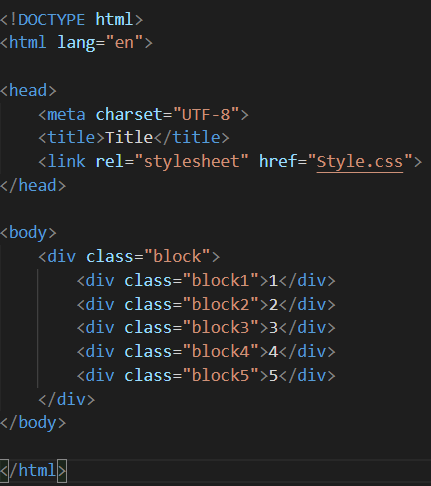 <!DOCTYPE html>
<html lang="en">
<head>
<meta charset="UTF-8">
<title>Title</title>
<link rel="stylesheet" href="Style.css">
</head>
<body>
<div class="block">
<div class="block1">1</div>
<div class="block2">2</div>
<div class="block3">3</div>
<div class="block4">4</div>
<div class="block5">5</div>
</div>
</body>
</html>